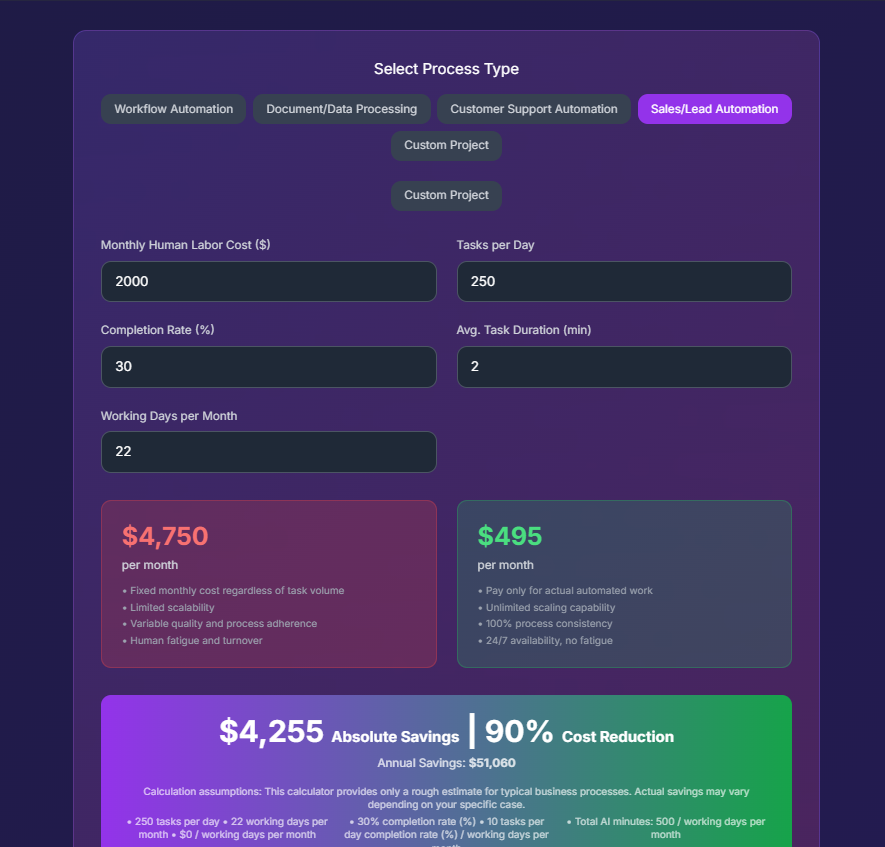 Select Process Type
Workflow Automation
Document/Data Processing
Customer Support Automation
Sales/Lead Automation
Custom Project
Custom Project
Monthly Human Labor Cost ($)
Tasks per Day
2000
250
Completion Rate (%)
Avg. Task Duration (min)
30
2
Working Days per Month
22
$4,750
per month
• Fixed monthly cost regardless of task volume
• Limited scalability
• Variable quality and process adherence
• Human fatigue and turnover
$495
per month
• Pay only for actual automated work
• Unlimited scaling capability
• 100% process consistency
• 24/7 availability, no fatigue
$4,255 Absolute Savings | 90% Cost Reduction
Annual Savings: $51,060
Calculation assumptions: This calculator provides only a rough estimate for typical business processes. Actual savings may vary
depending on your specific case.
• 250 tasks per day • 22 working days per
month • $0 / working days per month
• 30% completion rate (%) • 10 tasks per
day completion rate (%) / working days per
month
• Total AI minutes: 500 / working days per
month